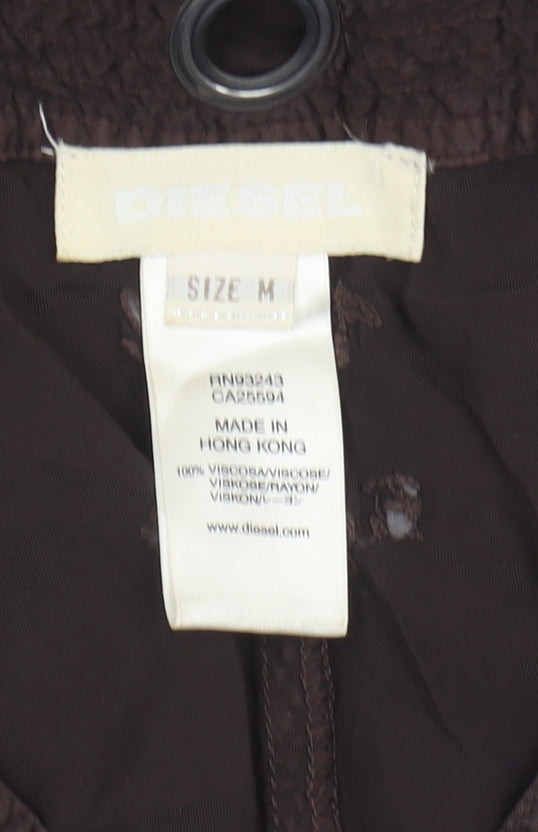 DIESEL
SIZE M
RN93243
CA25594
MADE IN
HONG KONG
100% VISCOSA/VISCOSE/
VISKOSE/RAYON/
VISKON/レーヨン
www.diesel.com